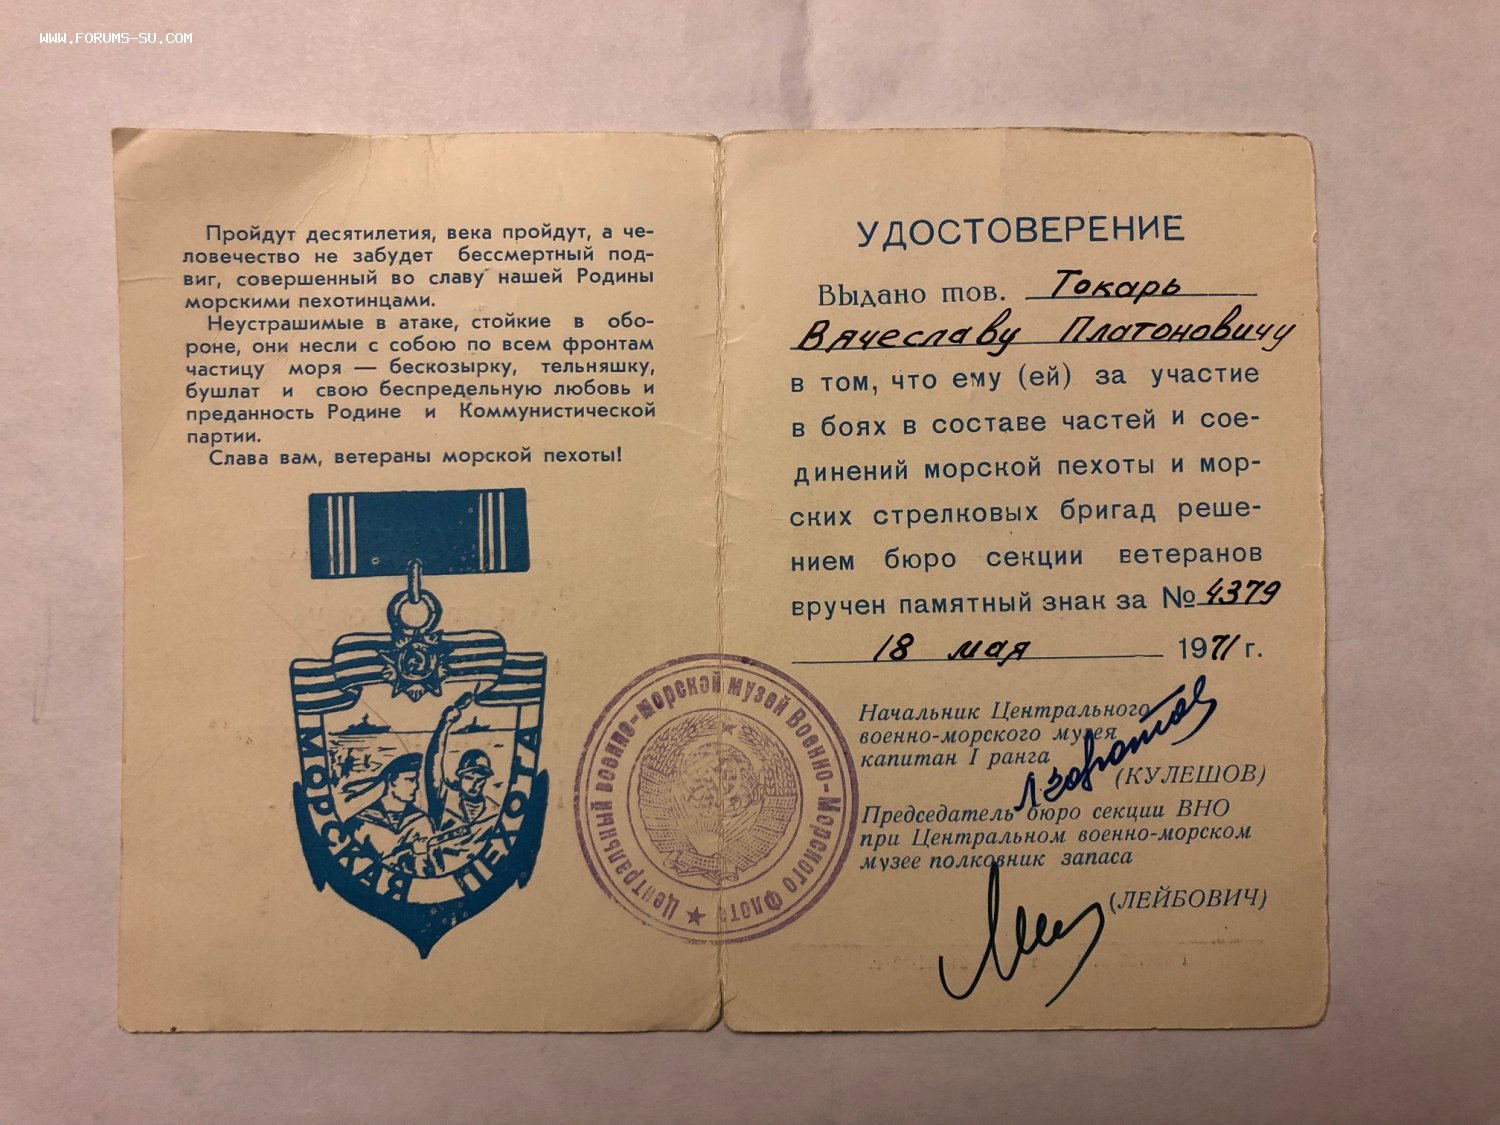 WWW.FORUMS-SU.COM
Пройдут десятилетия, века пройдут, а че-
ловечество не забудет бессмертный под-
виг, совершенный во славу нашей Родины
морскими пехотинцами.
Неустрашимые в атаке, стойкие в обо-
роне, они несли с собою по всем фронтам
частицу моря — бескозырку, тельняшку,
бушлат и свою беспредельную любовь и
преданность Родине и Коммунистической
партии.
Слава вам, ветераны морской пехоты!
МОРСКАЯ ПЕХОТА
Центральный военно-морской музей Военно-Морского Флота
УДОСТОВЕРЕНИЕ
Выдано тов. Токарь
Вячеславу Платоновичу
в том, что ему (ей) за участие
в боях в составе частей и сое-
динений морской пехоты и мор-
ских стрелковых бригад реше-
нием бюро секции ветеранов
вручен памятный знак за № 4379
18 мая 1971 г.
Начальник Центрального
военно-морского музея
капитан I ранга
(КУЛЕШОВ)
Председатель бюро секции ВНО
при Центральном военно-морском
музее полковник запаса
(ЛЕЙБОВИЧ)